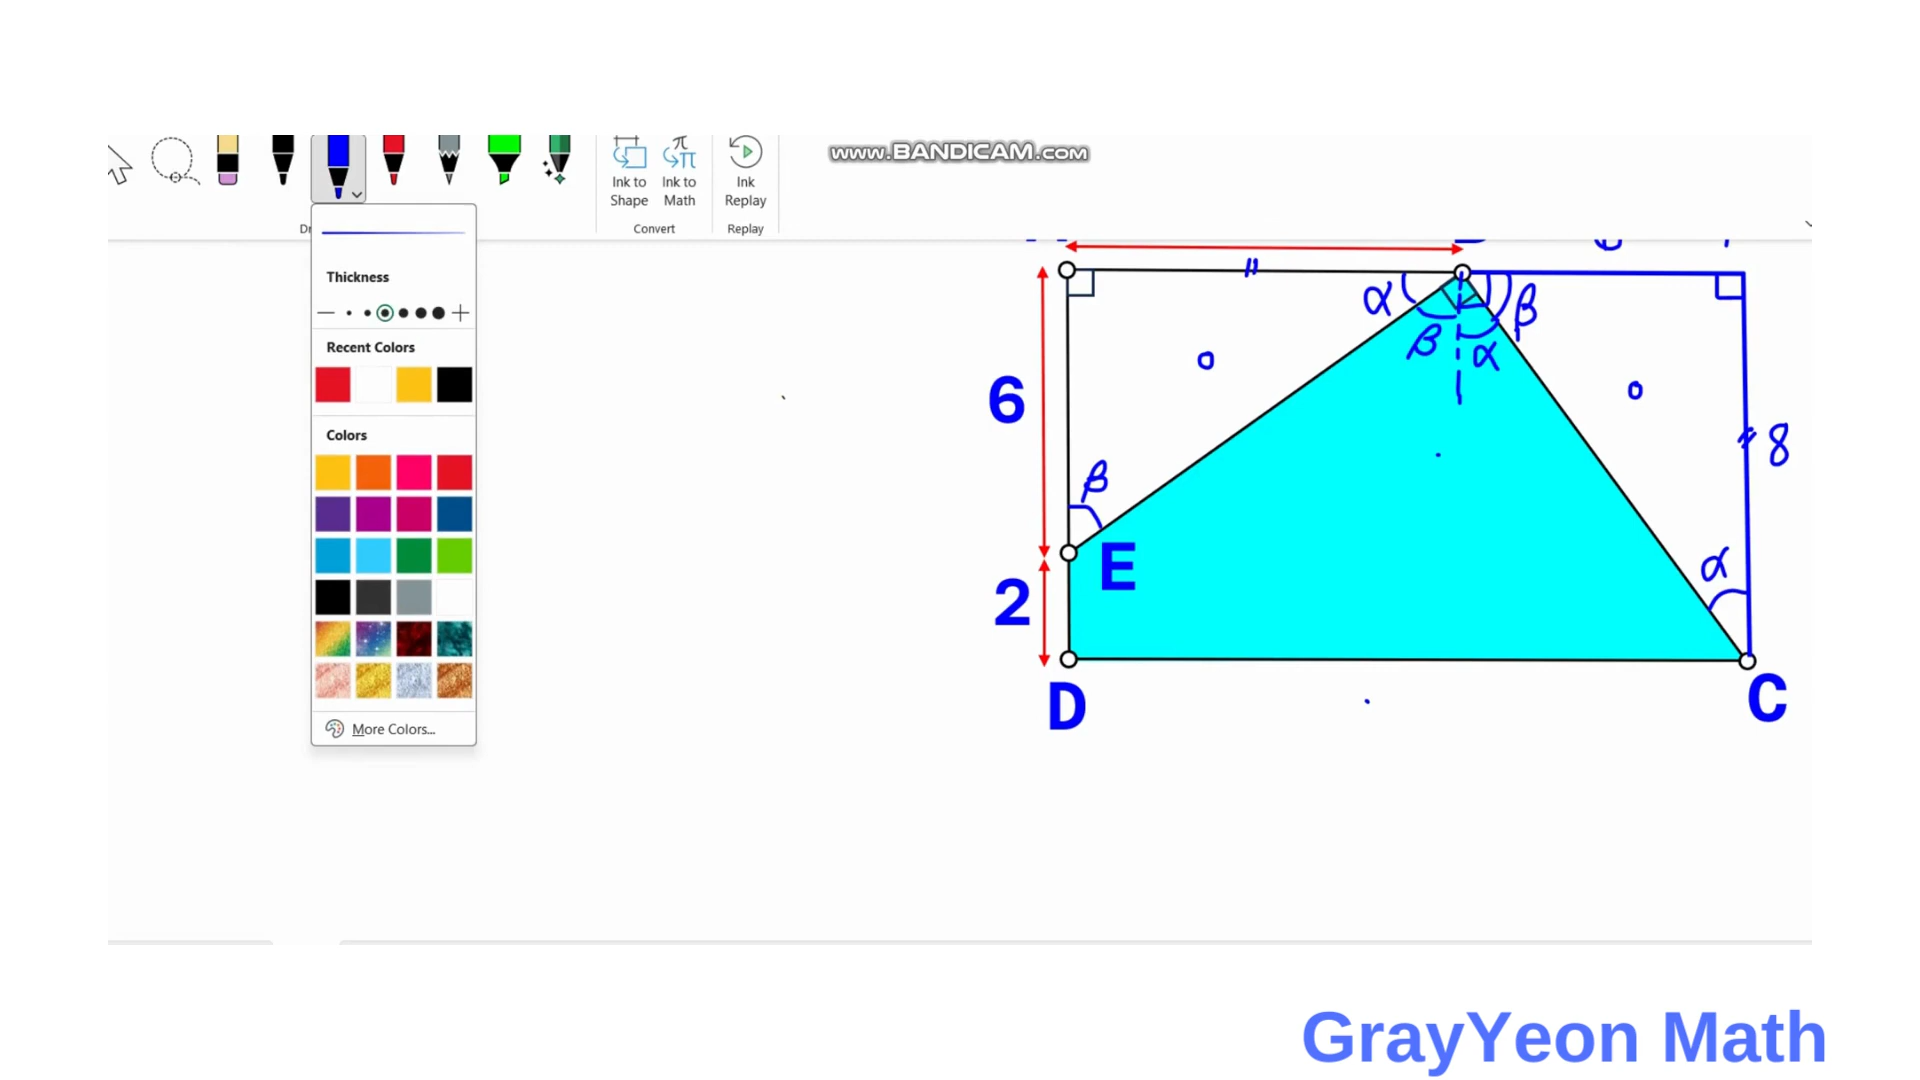 www.BANDICAM.com
Ink to Shape
Ink to Math
Ink Replay
Convert
Replay
Thickness
Recent Colors
Colors
More Colors...
α
β
β
α
6
8
β
E
α
2
D
C
GrayYeon Math